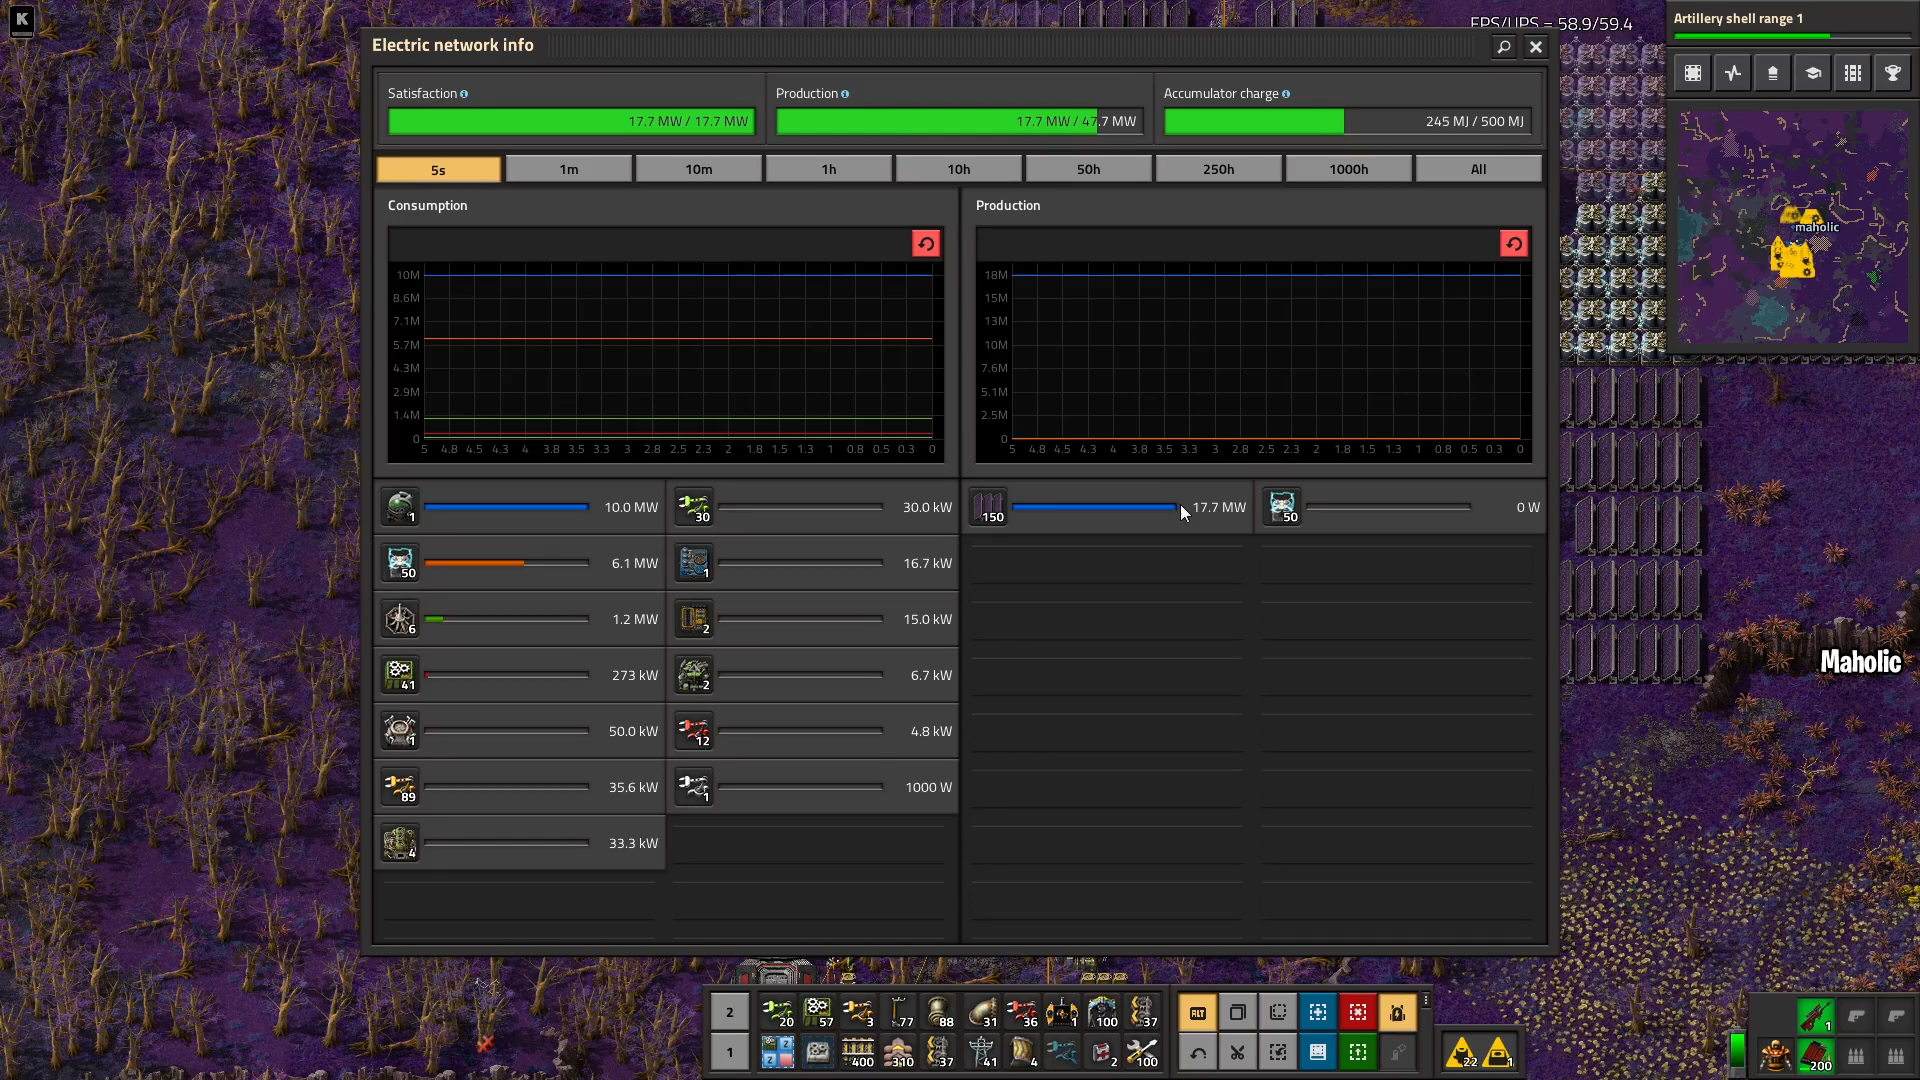 K
FPS/UPS = 58.9/59.4
Artillery shell range 1
Electric network info
Satisfaction
Production
Accumulator charge
17.7 MW / 17.7 MW
17.7 MW / 47.7 MW
245 MJ / 500 MJ
5s 1m 10m 1h 10h 50h 250h 1000h All
Consumption
10M
8.6M
7.1M
5.7M
4.3M
2.9M
1.4M
0
5 4.8 4.5 4.3 4 3.8 3.5 3.3 3 2.8 2.5 2.3 2 1.8 1.5 1.3 1 0.8 0.5 0.3 0
Production
18M
15M
13M
10M
7.6M
5.1M
2.5M
0
5 4.8 4.5 4.3 4 3.8 3.5 3.3 3 2.8 2.5 2.3 2 1.8 1.5 1.3 1 0.8 0.5 0.3 0
1 10.0 MW
30 30.0 kW
150 17.7 MW
50 0 W
50 6.1 MW
1 16.7 kW
6 1.2 MW
2 15.0 kW
41 273 kW
2 6.7 kW
1 50.0 kW
12 4.8 kW
89 35.6 kW
1 1000 W
4 33.3 kW
maholic
Maholic
2 20 57 3 77 88 31 36 1 100 37
ALT
1 400 310 37 41 4 2 100
22 1
1
200